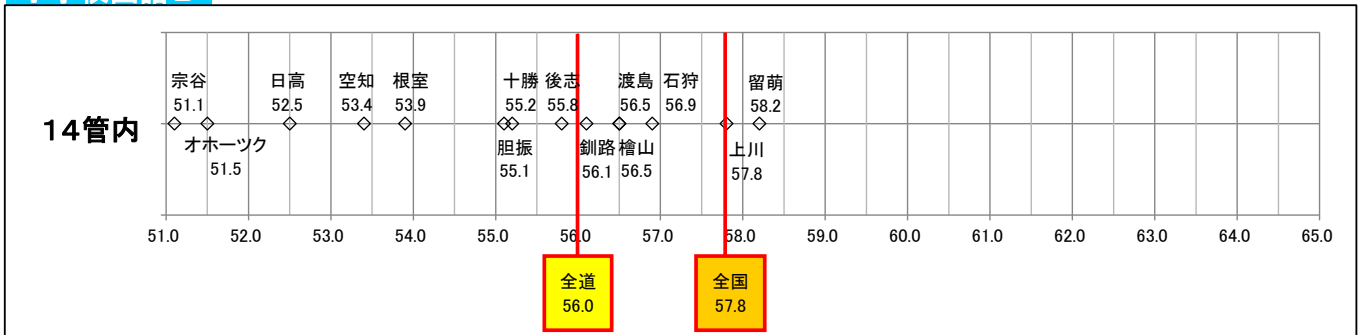 宗谷 日高 空知 根室 十勝 後志 渡島 石狩 留萌
51.1 52.5 53.4 53.9 55.2 55.8 56.5 56.9 58.2
14管内
オホーツク 胆振 釧路 檜山 上川
51.5 55.1 56.1 56.5 57.8
51.0 52.0 53.0 54.0 55.0 56.0 57.0 58.0 59.0 60.0 61.0 62.0 63.0 64.0 65.0
全道 全国
56.0 57.8